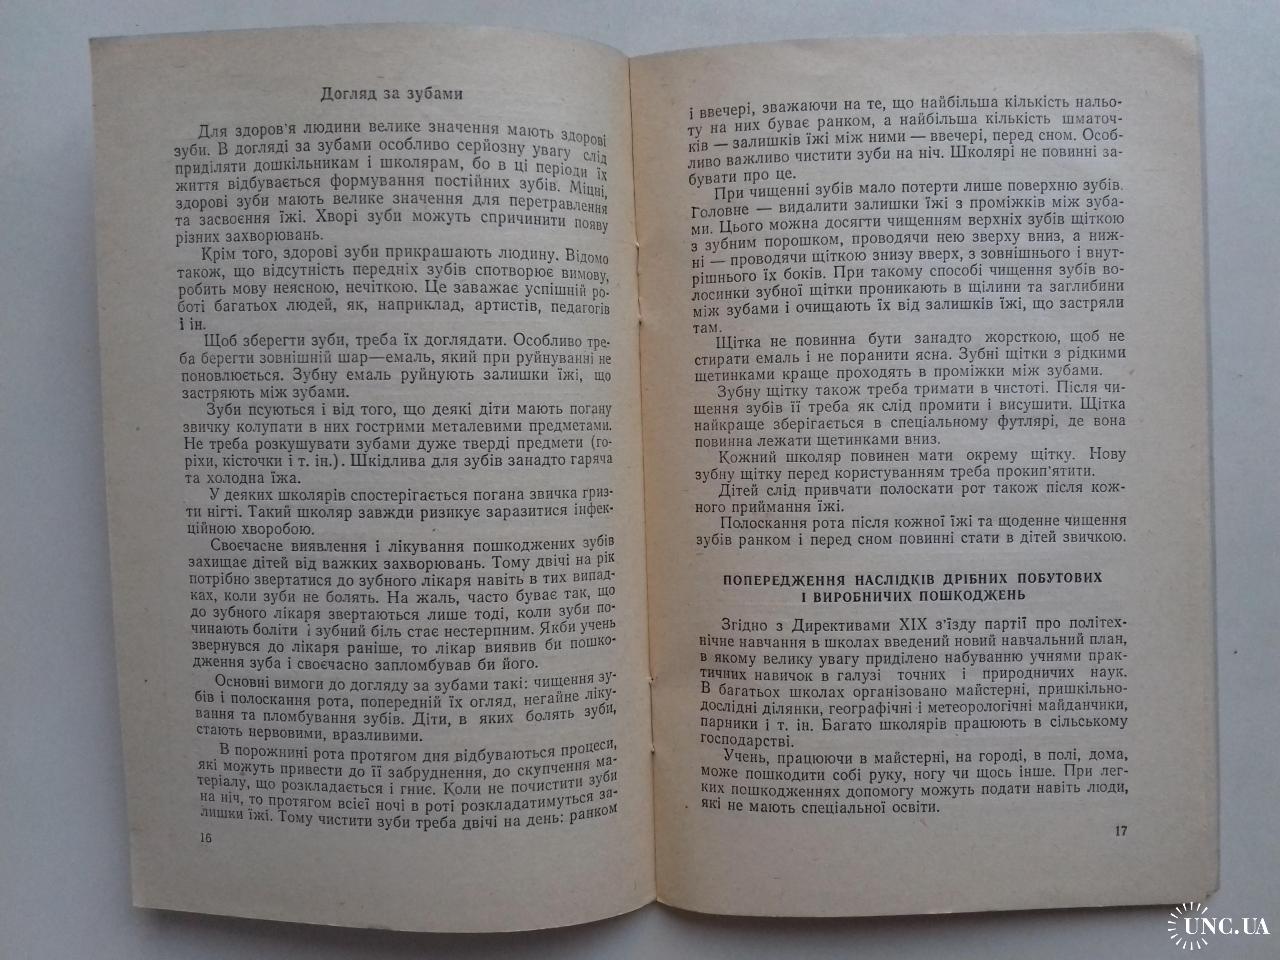 Догляд за зубами
Для здоров'я людини велике значення мають здорові
зуби. В догляді за зубами особливо серйозну увагу слід
приділяти дошкільникам і школярам, бо в ці періоди їх
життя відбувається формування постійних зубів. Міцні,
здорові зуби мають велике значення для перетравлення
та засвоєння їжі. Хворі зуби можуть спричинити появу
різних захворювань.
Крім того, здорові зуби прикрашають людину. Відомо
також, що відсутність передніх зубів спотворює вимову,
робить мову неясною, нечіткою. Це заважає успішній ро-
боті багатьох людей, як, наприклад, артистів, педагогів
і ін.
Щоб зберегти зуби, треба їх доглядати. Особливо тре-
ба берегти зовнішній шар—емаль, який при руйнуванні не
поновлюється. Зубну емаль руйнують залишки їжі, що
застряють між зубами.
Зуби псуються і від того, що деякі діти мають погану
звичку колупати в них гострими металевими предметами.
Не треба розкушувати зубами дуже тверді предмети (го-
ріхи, кісточки і т. ін.). Шкідлива для зубів занадто гаряча
та холодна їжа.
У деяких школярів спостерігається погана звичка гриз-
ти нігті. Такий школяр завжди ризикує заразитися інфек-
ційною хворобою.
Своєчасне виявлення і лікування пошкоджених зубів
захищає дітей від важких захворювань. Тому двічі на рік
потрібно звертатися до зубного лікаря навіть в тих випад-
ках, коли зуби не болять. На жаль, часто буває так, що
до зубного лікаря звертаються лише тоді, коли зуби по-
чинають боліти і зубний біль стає нестерпним. Якби учень
звернувся до лікаря раніше, то лікар виявив би пошко-
дження зуба і своєчасно запломбував би його.
Основні вимоги до догляду за зубами такі: чищення зу-
бів і полоскання рота, попередній їх огляд, негайне ліку-
вання та пломбування зубів. Діти, в яких болять зуби,
стають нервовими, вразливими.
В порожнині рота протягом дня відбуваються процеси,
які можуть привести до її забруднення, до скупчення ма-
теріалу, що розкладається і гниє. Коли не почистити зуби
на ніч, то протягом всієї ночі в роті розкладатимуться за-
лишки їжі. Тому чистити зуби треба двічі на день: ранком
16
і ввечері, зважаючи на те, що найбільша кількість нальо-
ту на них буває ранком, а найбільша кількість шматоч-
ків — залишків їжі між ними — ввечері, перед сном. Особ-
ливо важливо чистити зуби на ніч. Школярі не повинні за-
бувати про це.
При чищенні зубів мало потерти лише поверхню зубів.
Головне — видалити залишки їжі з проміжків між зуба-
ми. Цього можна досягти чищенням верхніх зубів щіткою
з зубним порошком, проводячи нею зверху вниз, а ниж-
ні — проводячи щіткою знизу вверх, з зовнішнього і внут-
рішнього їх боків. При такому способі чищення зубів во-
лосинки зубної щітки проникають в щілини та заглибини
між зубами і очищають їх від залишків їжі, що застряли
там.
Щітка не повинна бути занадто жорсткою, щоб не
стирати емаль і не поранити ясна. Зубні щітки з рідкими
щетинками краще проходять в проміжки між зубами.
Зубну щітку також треба тримати в чистоті. Після чи-
щення зубів її треба як слід промити і висушити. Щітка
найкраще зберігається в спеціальному футлярі, де вона
повинна лежати щетинками вниз.
Кожний школяр повинен мати окрему щітку. Нову
зубну щітку перед користуванням треба прокип'ятити.
Дітей слід привчати полоскати рот також після кож-
ного приймання їжі.
Полоскання рота після кожної їжі та щоденне чищення
зубів ранком і перед сном повинні стати в дітей звичкою.
ПОПЕРЕДЖЕННЯ НАСЛІДКІВ ДРІБНИХ ПОБУТОВИХ
І ВИРОБНИЧИХ ПОШКОДЖЕНЬ
Згідно з Директивами XIX з'їзду партії про політех-
нічне навчання в школах введений новий навчальний план,
в якому велику увагу приділено набуванню учнями прак-
тичних навичок в галузі точних і природничих наук.
В багатьох школах організовано майстерні, пришкільно-
дослідні ділянки, географічні і метеорологічні майданчики,
парники і т. ін. Багато школярів працюють в сільському
господарстві.
Учень, працюючи в майстерні, на городі, в полі, дома,
може пошкодити собі руку, ногу чи щось інше. При лег-
ких пошкодженнях допомогу можуть подати навіть люди,
які не мають спеціальної освіти.
17
UNC.UA